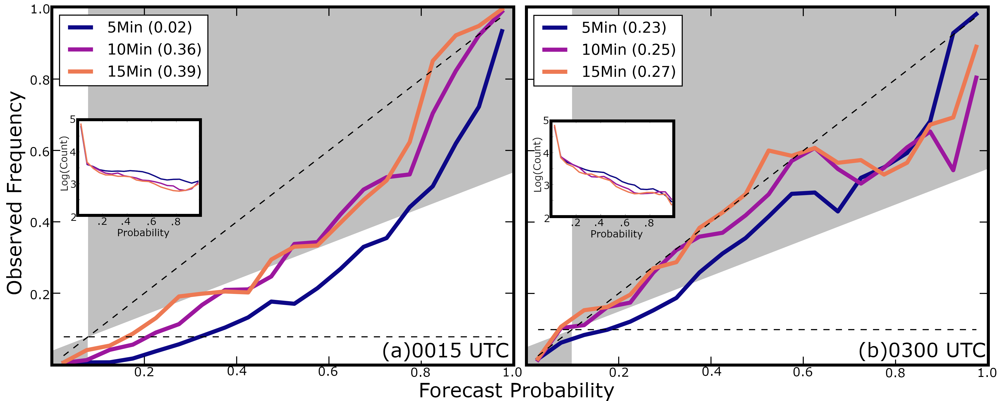 1.0
0.8
0.6
0.4
0.2
Observed Frequency
5Min (0.02)
10Min (0.36)
15Min (0.39)
5
4
3
2
Log(Count)
.2 .4 .6 .8
Probability
(a)0015 UTC
0.2 0.4 0.6 0.8 1.0
5Min (0.23)
10Min (0.25)
15Min (0.27)
5
4
3
2
Log(Count)
.2 .4 .6 .8
Probability
(b)0300 UTC
0.2 0.4 0.6 0.8 1.0
Forecast Probability